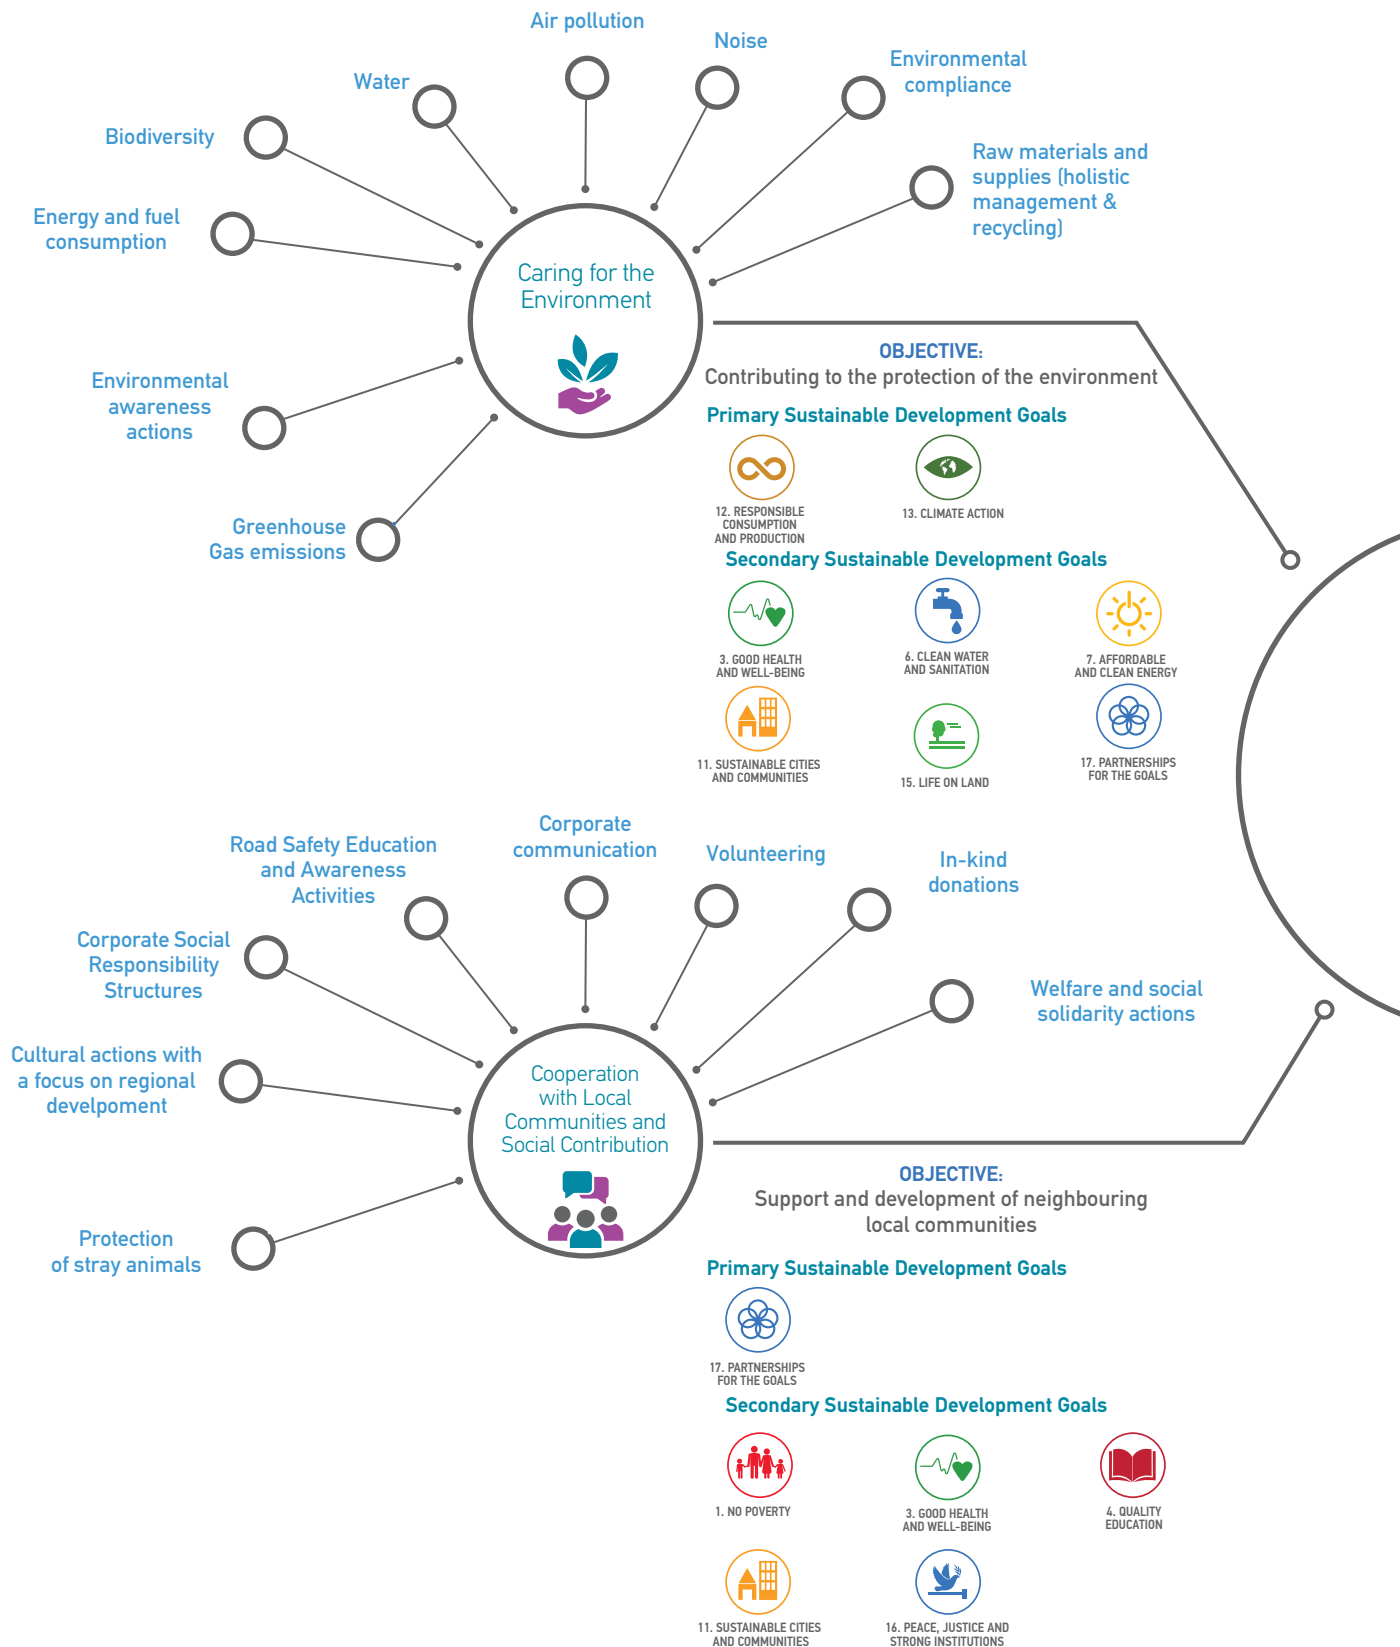 Air pollution
Noise
Environmental
compliance
Water
Biodiversity
Raw materials and
supplies (holistic
management &
recycling)
Energy and fuel
consumption
Caring for the
Environment
Environmental
awareness
actions
Greenhouse
Gas emissions
OBJECTIVE:
Contributing to the protection of the environment
Primary Sustainable Development Goals
12. RESPONSIBLE
CONSUMPTION
AND PRODUCTION
13. CLIMATE ACTION
Secondary Sustainable Development Goals
3. GOOD HEALTH
AND WELL-BEING
6. CLEAN WATER
AND SANITATION
7. AFFORDABLE
AND CLEAN ENERGY
11. SUSTAINABLE CITIES
AND COMMUNITIES
15. LIFE ON LAND
17. PARTNERSHIPS
FOR THE GOALS
Road Safety Education
and Awareness
Activities
Corporate
communication
Volunteering
In-kind
donations
Corporate Social
Responsibility
Structures
Welfare and social
solidarity actions
Cultural actions with
a focus on regional
develpoment
Cooperation
with Local
Communities and
Social Contribution
Protection
of stray animals
OBJECTIVE:
Support and development of neighbouring
local communities
Primary Sustainable Development Goals
17. PARTNERSHIPS
FOR THE GOALS
Secondary Sustainable Development Goals
1. NO POVERTY
3. GOOD HEALTH
AND WELL-BEING
4. QUALITY
EDUCATION
11. SUSTAINABLE CITIES
AND COMMUNITIES
16. PEACE, JUSTICE AND
STRONG INSTITUTIONS